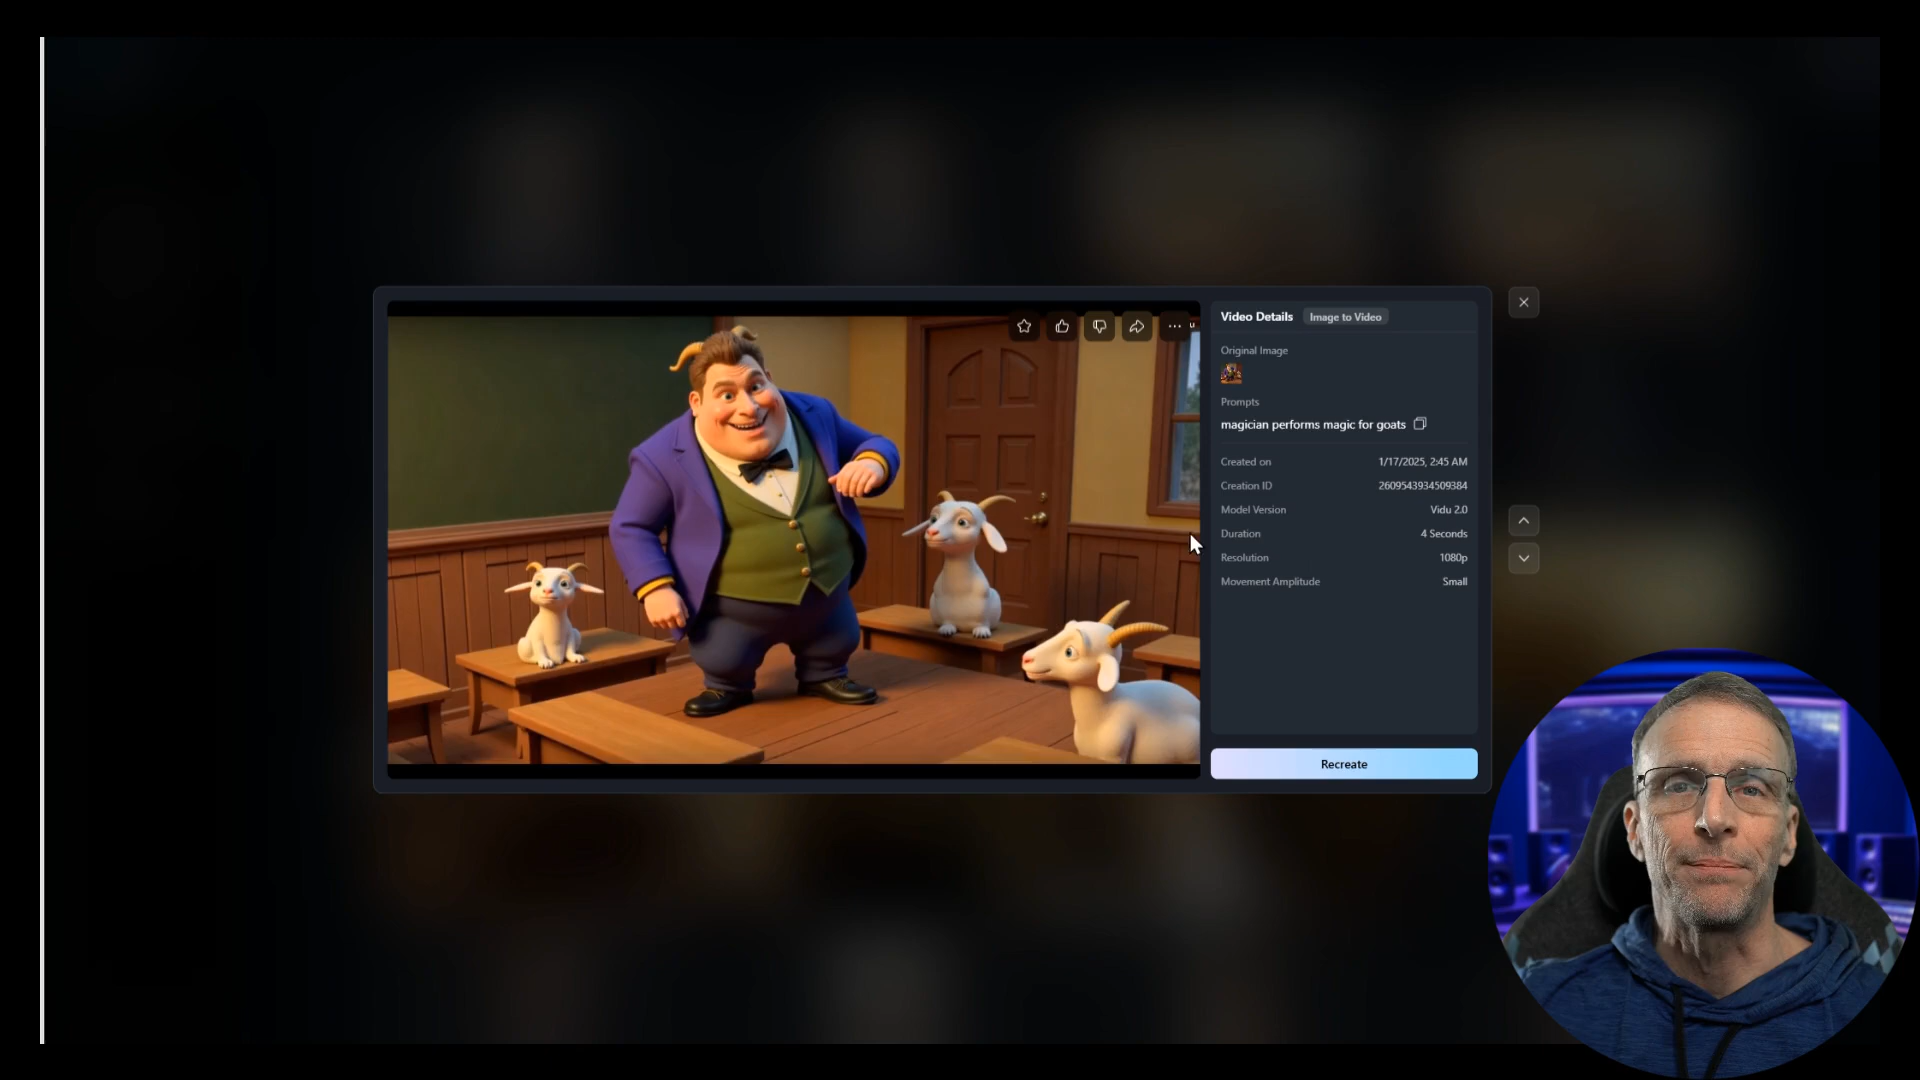 Video Details Image to Video
Original Image
Prompts
magician performs magic for goats
Created on 1/17/2025, 2:45 AM
Creation ID 2609543934509384
Model Version Vidu 2.0
Duration 4 Seconds
Resolution 1080p
Movement Amplitude Small
Recreate